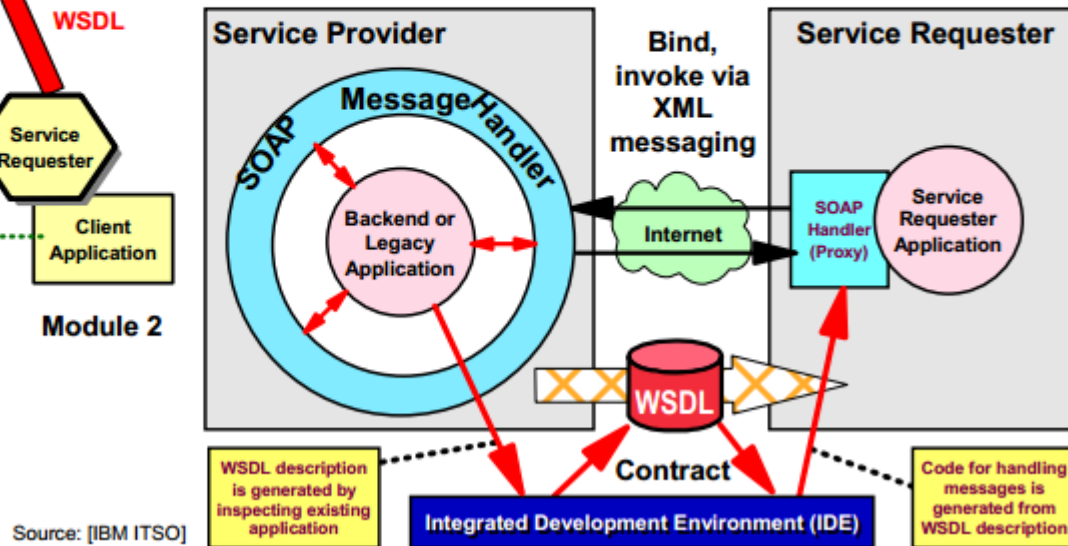 WSDL
Service
Requester
Client
Application
Module 2
Service Provider
SOAP Message Handler
Backend or
Legacy
Application
Bind,
invoke via
XML
messaging
Internet
Service Requester
SOAP
Handler
(Proxy)
Service
Requester
Application
WSDL
Contract
WSDL description
is generated by
inspecting existing
application
Integrated Development Environment (IDE)
Code for handling
messages is
generated from
WSDL description
Source: [IBM ITSO]